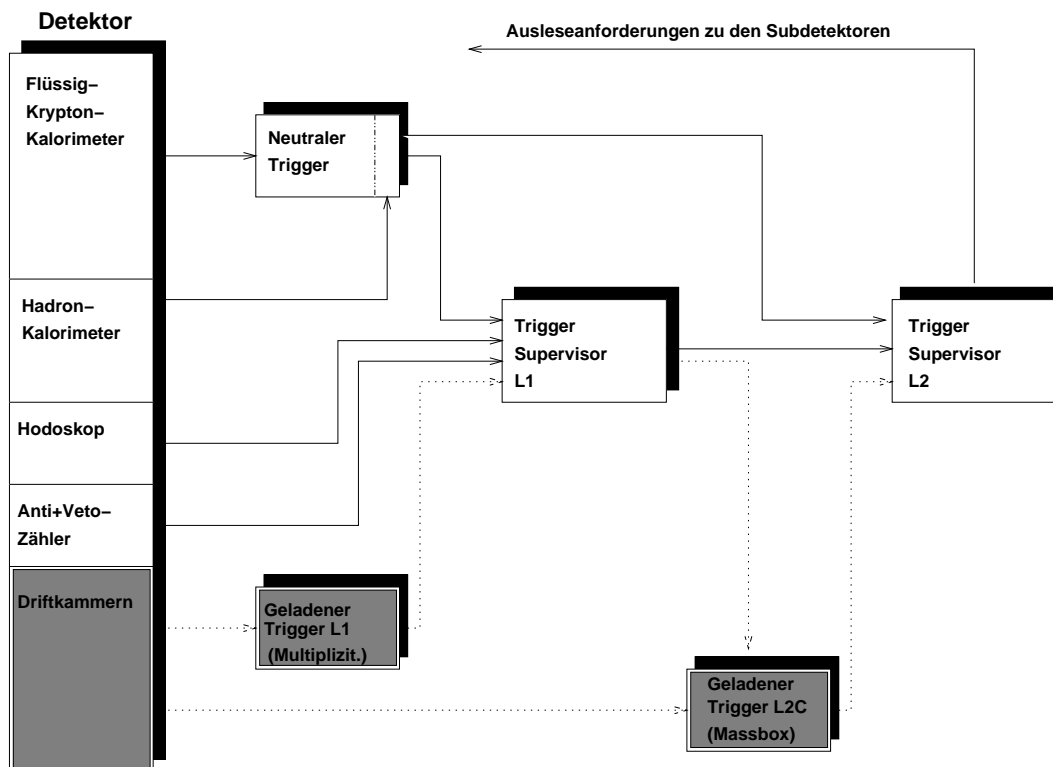 Detektor
Ausleseanforderungen zu den Subdetektoren
Flüssig–
Krypton–
Kalorimeter
Neutraler
Trigger
Hadron–
Kalorimeter
Trigger
Supervisor
L1
Trigger
Supervisor
L2
Hodoskop
Anti+Veto–
Zähler
Driftkammern
Geladener
Trigger L1
(Multiplizit.)
Geladener
Trigger L2C
(Massbox)